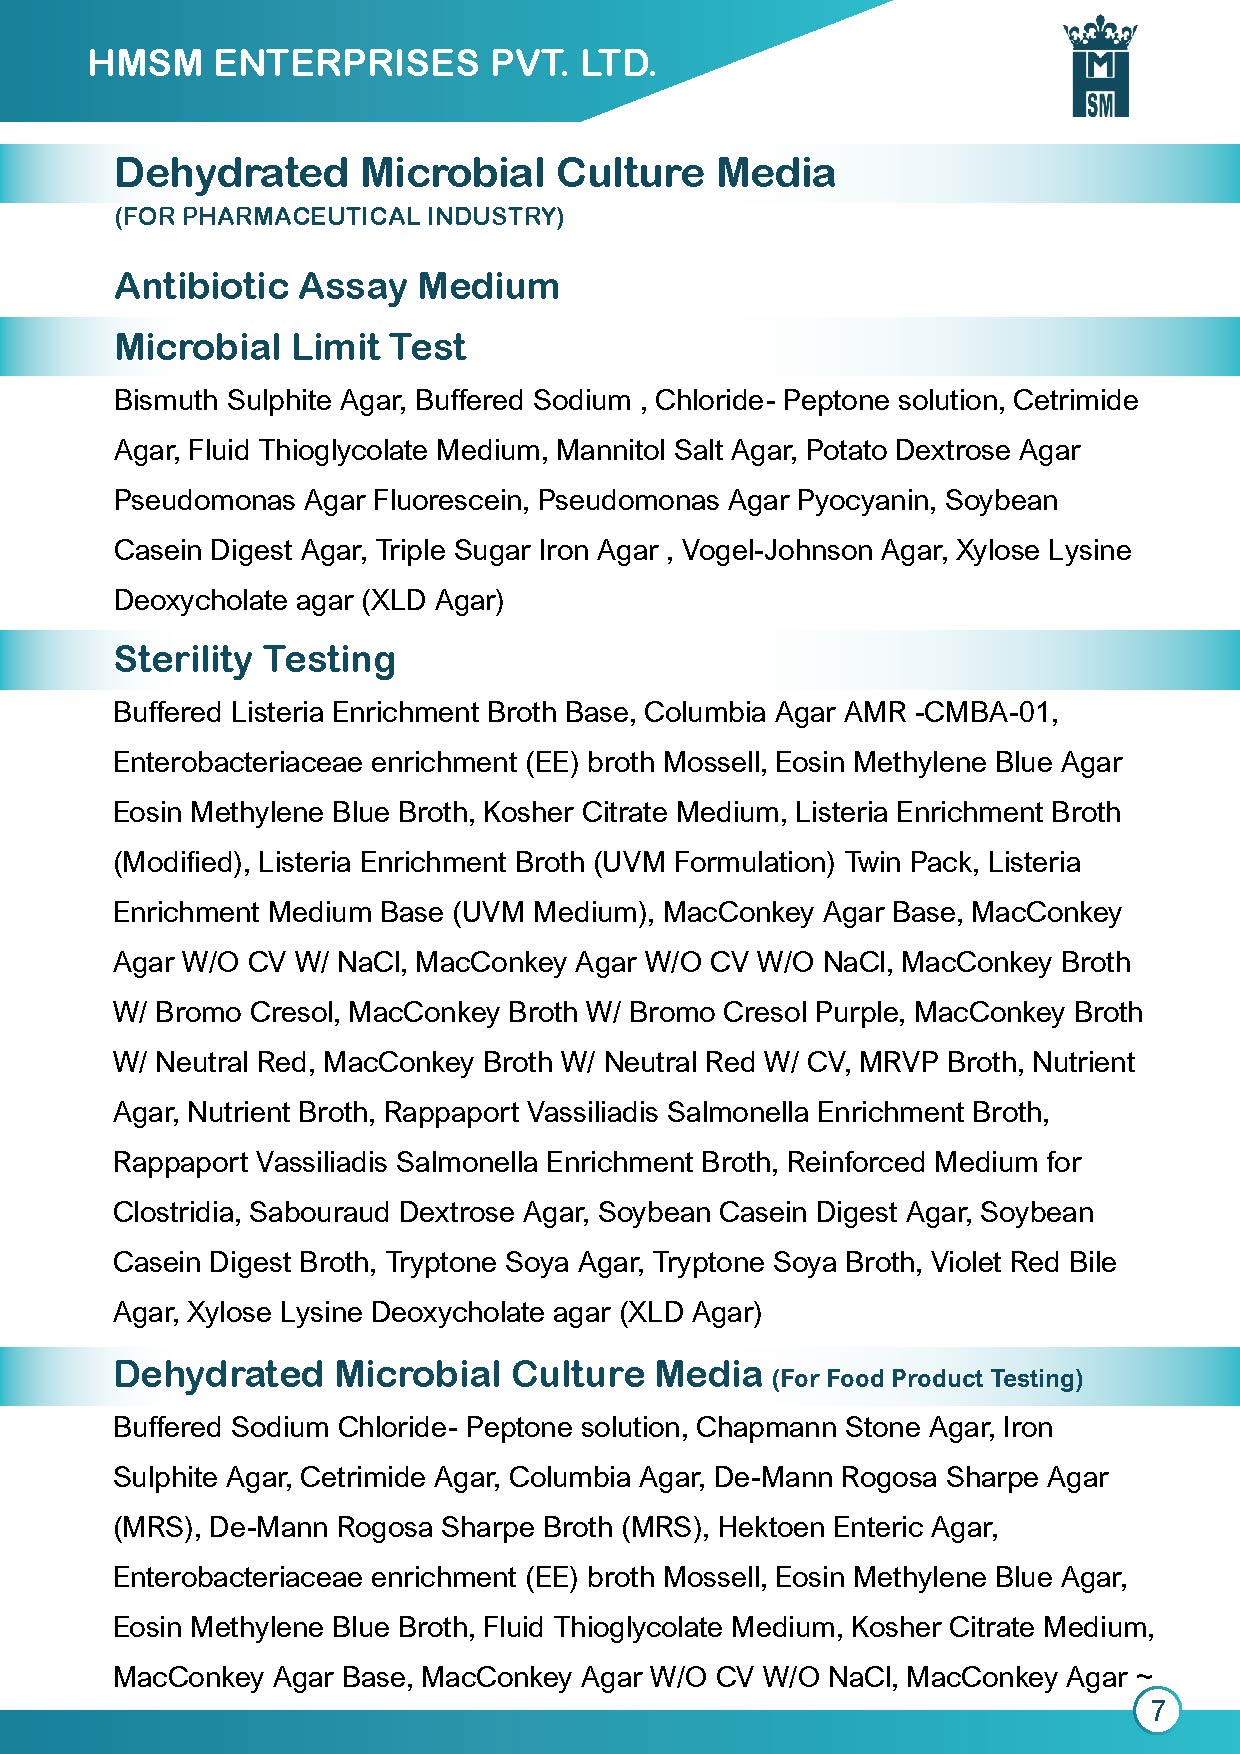 HMSM ENTERPRISES PVT. LTD.
M
SM
Dehydrated Microbial Culture Media
(FOR PHARMACEUTICAL INDUSTRY)
Antibiotic Assay Medium
Microbial Limit Test
Bismuth Sulphite Agar, Buffered Sodium , Chloride- Peptone solution, Cetrimide
Agar, Fluid Thioglycolate Medium, Mannitol Salt Agar, Potato Dextrose Agar
Pseudomonas Agar Fluorescein, Pseudomonas Agar Pyocyanin, Soybean
Casein Digest Agar, Triple Sugar Iron Agar , Vogel-Johnson Agar, Xylose Lysine
Deoxycholate agar (XLD Agar)
Sterility Testing
Buffered Listeria Enrichment Broth Base, Columbia Agar AMR -CMBA-01,
Enterobacteriaceae enrichment (EE) broth Mossell, Eosin Methylene Blue Agar
Eosin Methylene Blue Broth, Kosher Citrate Medium, Listeria Enrichment Broth
(Modified), Listeria Enrichment Broth (UVM Formulation) Twin Pack, Listeria
Enrichment Medium Base (UVM Medium), MacConkey Agar Base, MacConkey
Agar W/O CV W/ NaCl, MacConkey Agar W/O CV W/O NaCl, MacConkey Broth
W/ Bromo Cresol, MacConkey Broth W/ Bromo Cresol Purple, MacConkey Broth
W/ Neutral Red, MacConkey Broth W/ Neutral Red W/ CV, MRVP Broth, Nutrient
Agar, Nutrient Broth, Rappaport Vassiliadis Salmonella Enrichment Broth,
Rappaport Vassiliadis Salmonella Enrichment Broth, Reinforced Medium for
Clostridia, Sabouraud Dextrose Agar, Soybean Casein Digest Agar, Soybean
Casein Digest Broth, Tryptone Soya Agar, Tryptone Soya Broth, Violet Red Bile
Agar, Xylose Lysine Deoxycholate agar (XLD Agar)
Dehydrated Microbial Culture Media (For Food Product Testing)
Buffered Sodium Chloride- Peptone solution, Chapmann Stone Agar, Iron
Sulphite Agar, Cetrimide Agar, Columbia Agar, De-Mann Rogosa Sharpe Agar
(MRS), De-Mann Rogosa Sharpe Broth (MRS), Hektoen Enteric Agar,
Enterobacteriaceae enrichment (EE) broth Mossell, Eosin Methylene Blue Agar,
Eosin Methylene Blue Broth, Fluid Thioglycolate Medium, Kosher Citrate Medium,
MacConkey Agar Base, MacConkey Agar W/O CV W/O NaCl, MacConkey Agar ~
7